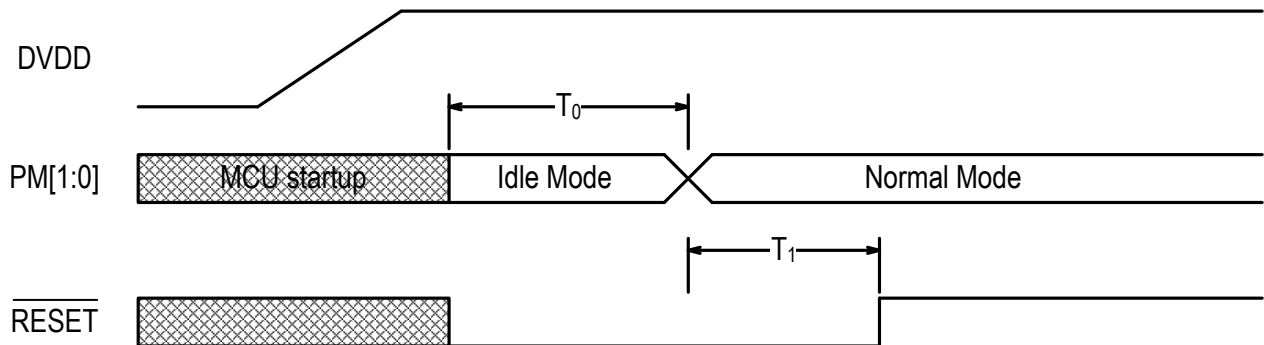 DVDD
T0
PM[1:0]
MCU startup
Idle Mode
Normal Mode
T1
RESET